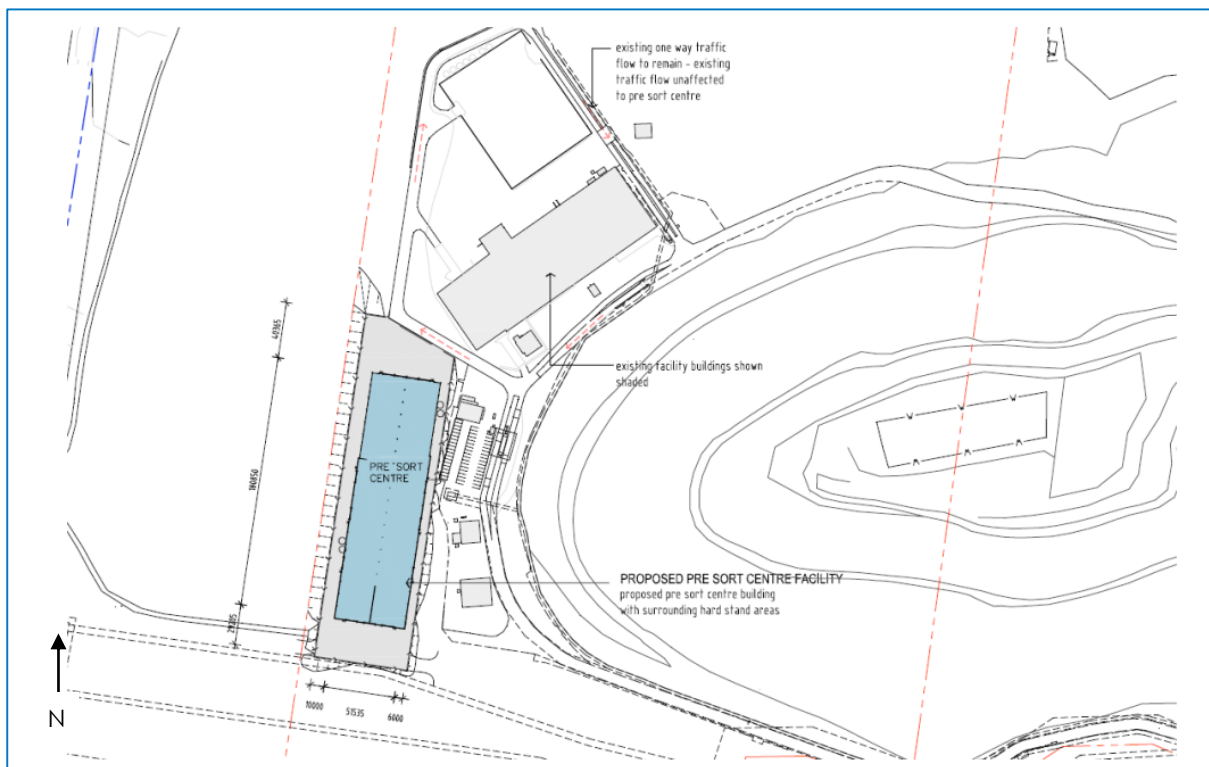 existing one way traffic
flow to remain - existing
traffic flow unaffected
to pre sort centre
40365
existing facility buildings shown
shaded
PRE SORT
CENTRE
180850
PROPOSED PRE SORT CENTRE FACILITY
proposed pre sort centre building
with surrounding hard stand areas
N
10000
51535
6000